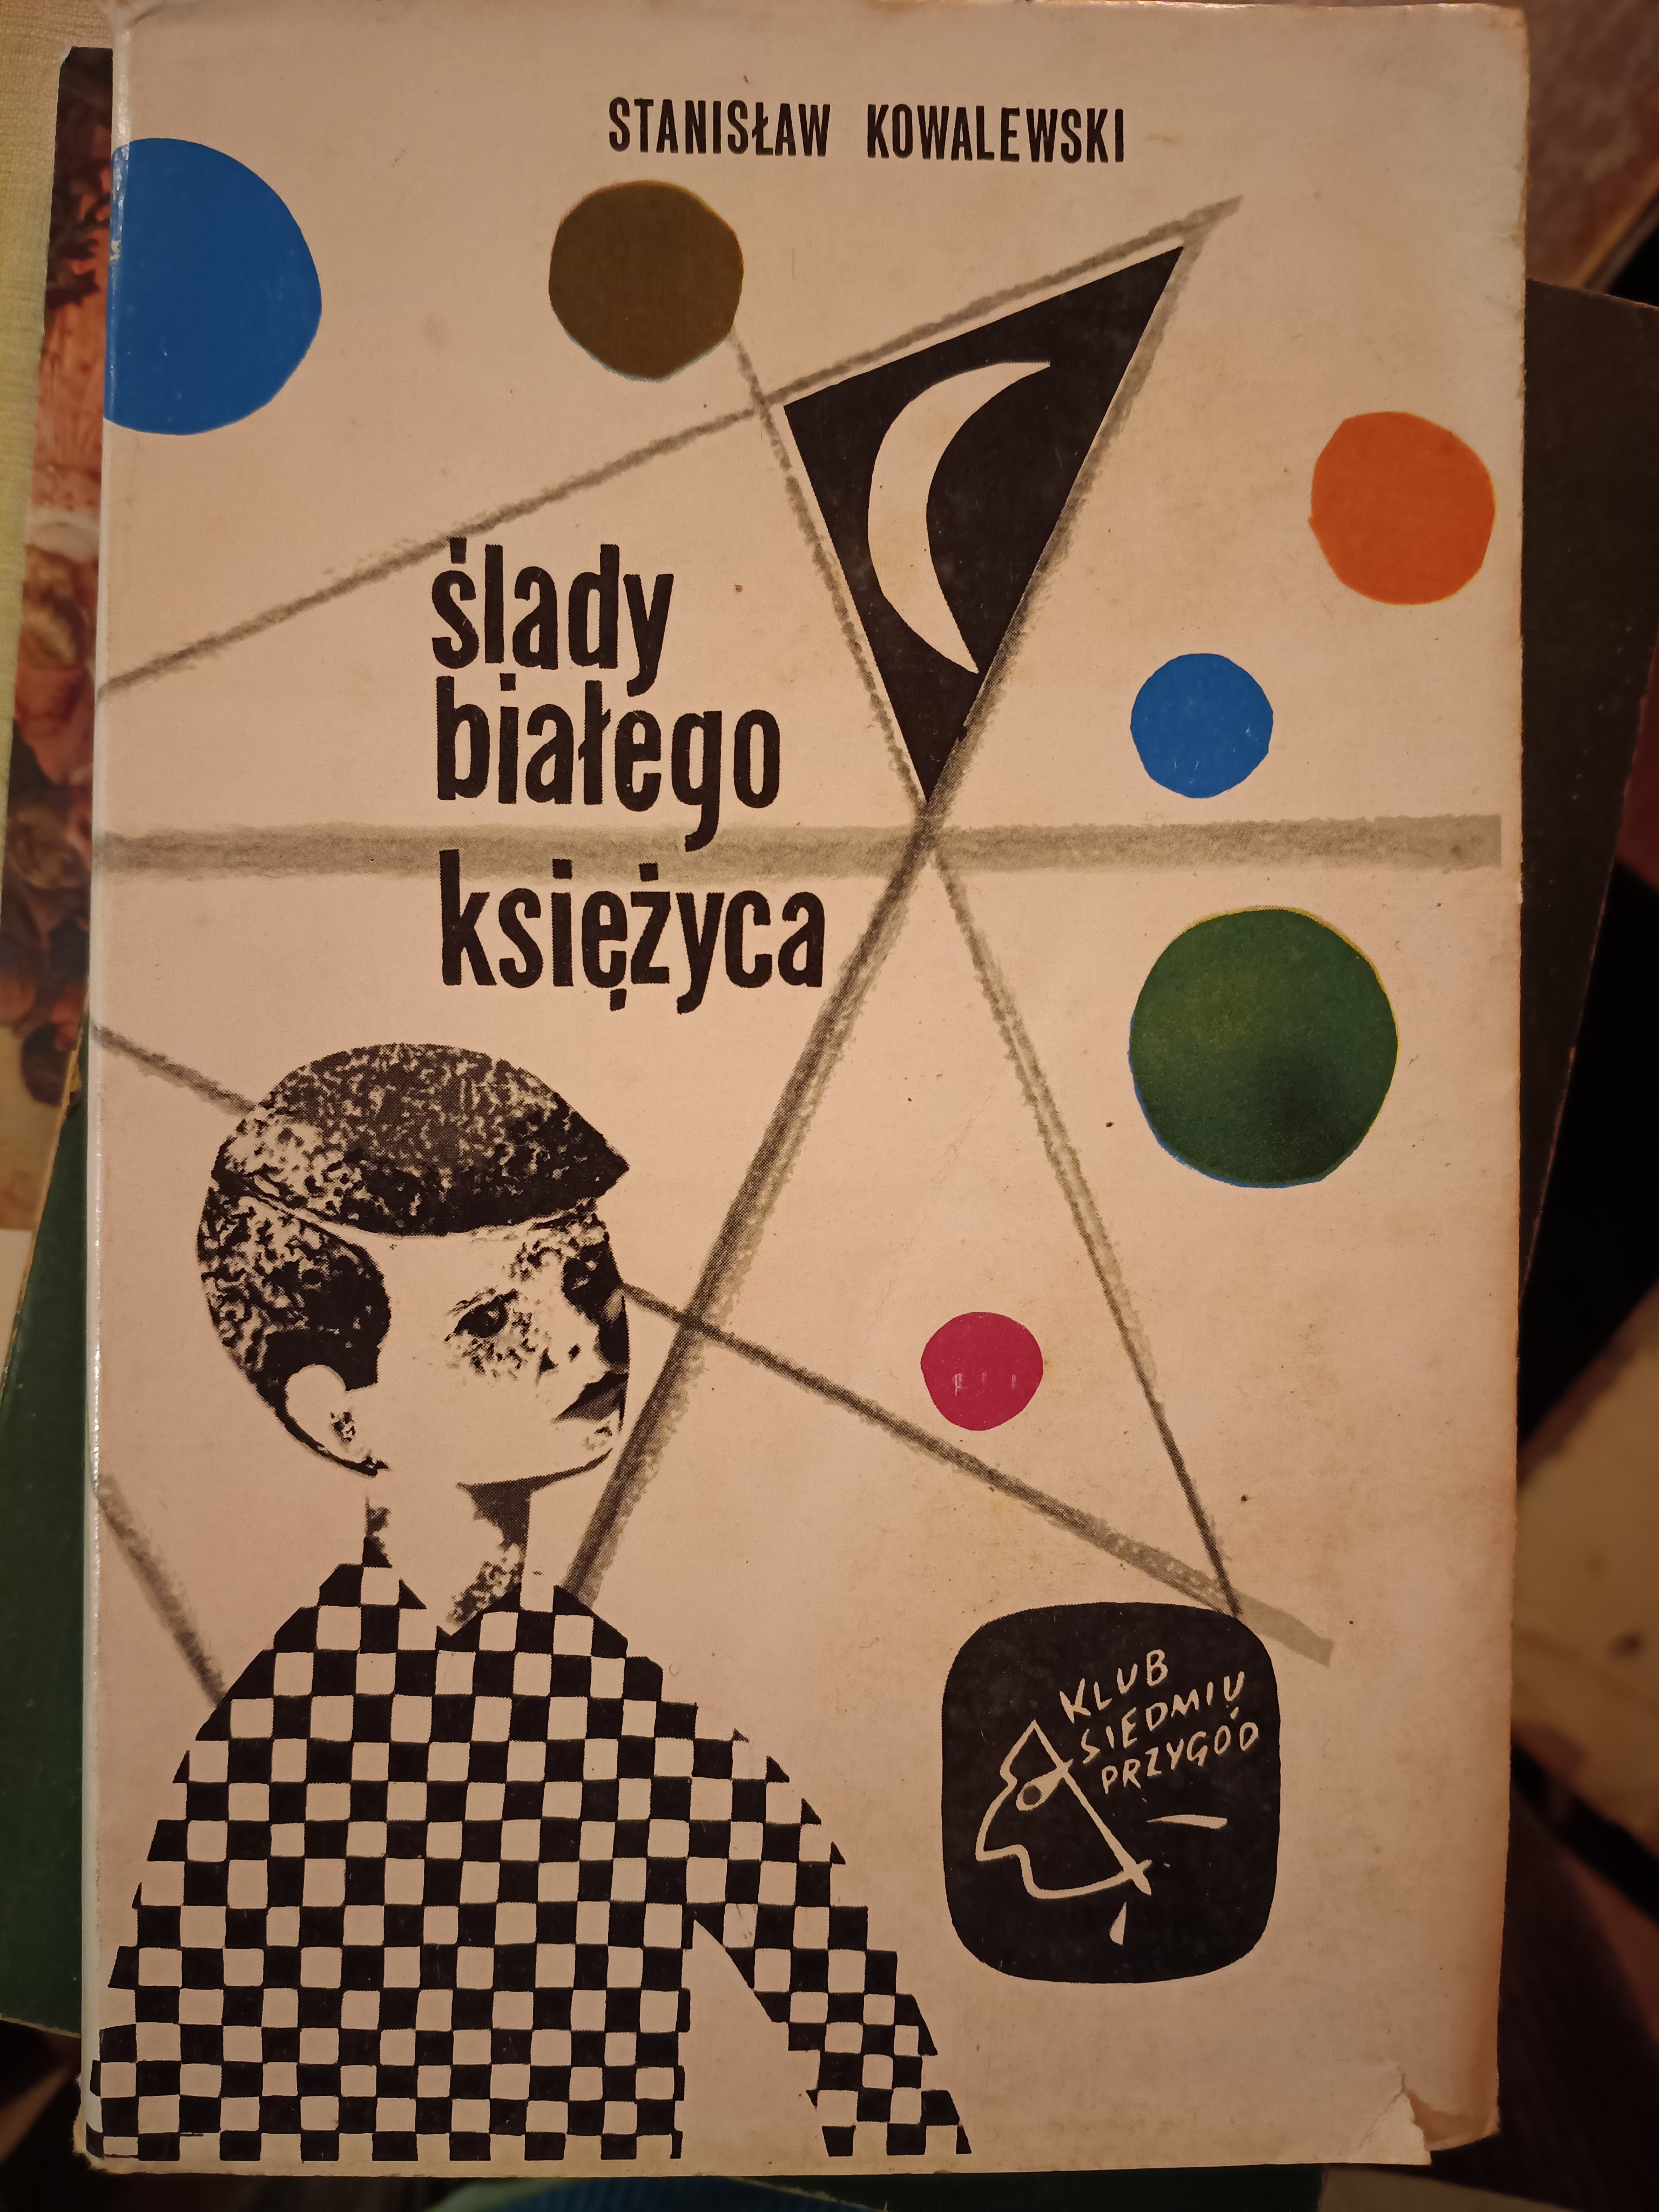 STANISŁAW KOWALEWSKI
ślady
białego
księżyca
KLUB
SIEDMIU
PRZYGÓD